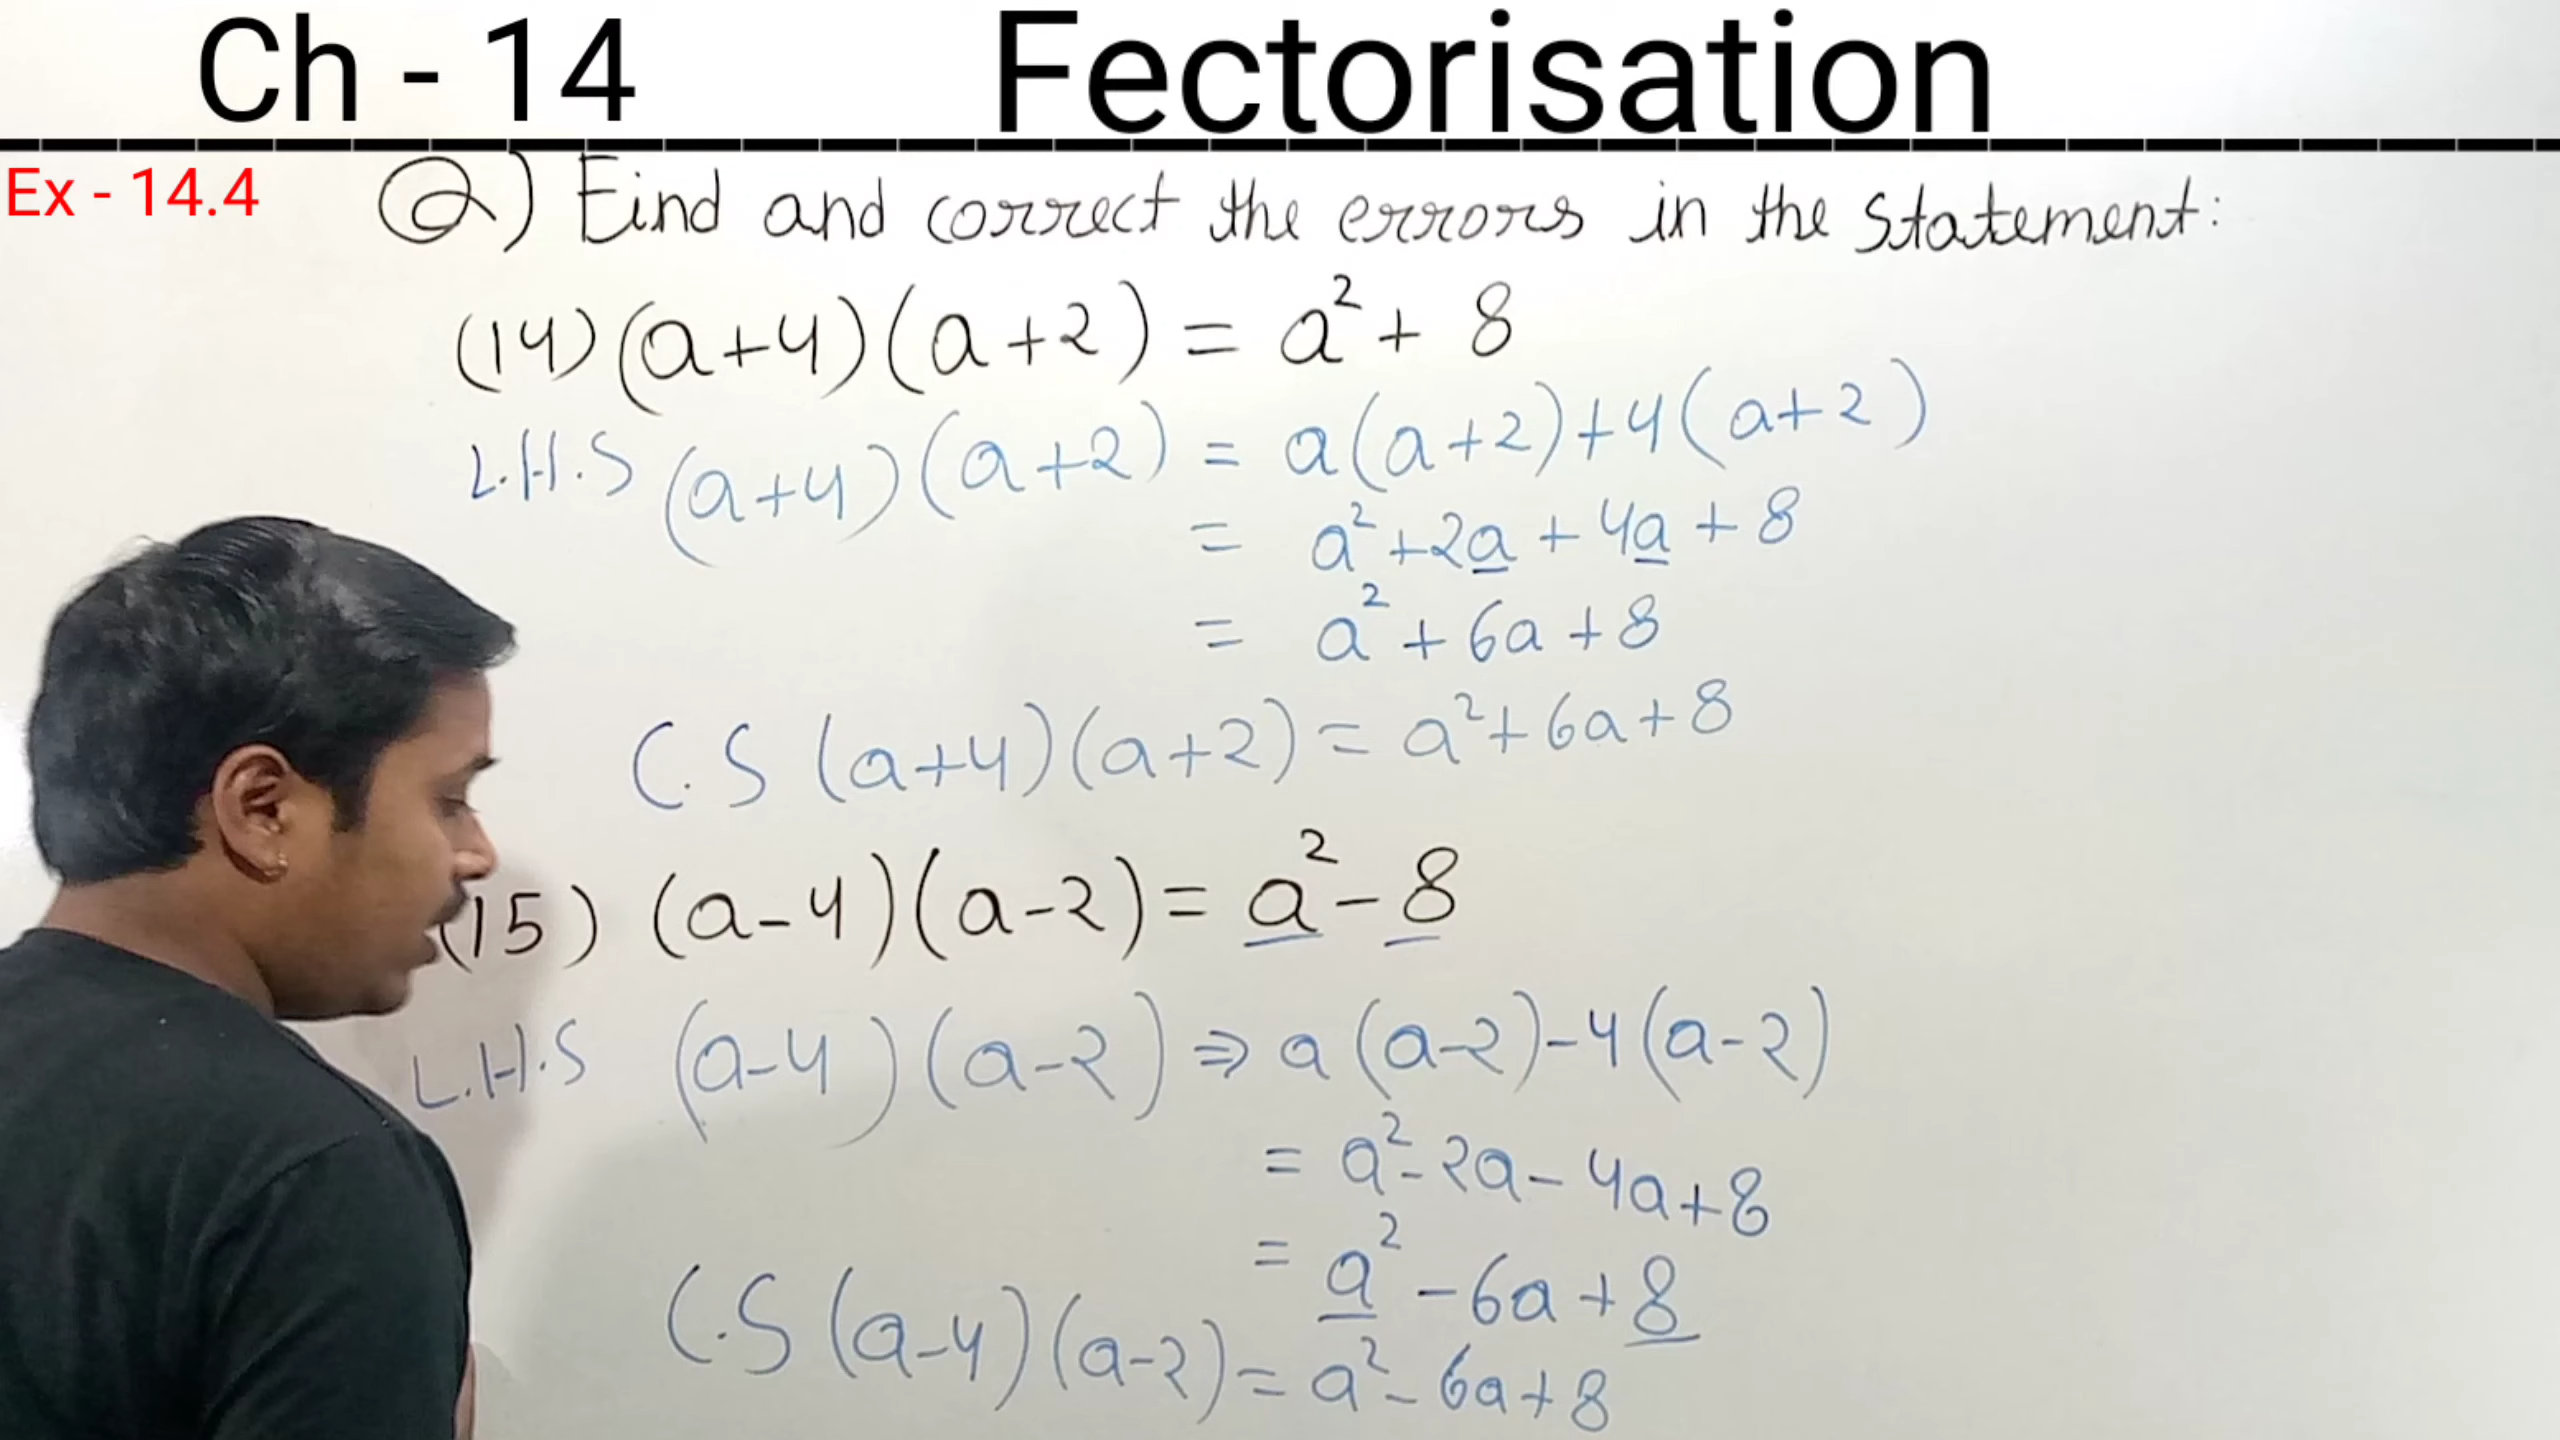 Ch - 14 Fectorisation
Ex - 14.4
Q) Find and correct the errors in the statement:
(14) (a+4)(a+2) = a² + 8
L.H.S (a+4)(a+2) = a(a+2)+4(a+2)
= a²+2a + 4a + 8
= a² + 6a + 8
C.S (a+4)(a+2) = a²+6a+8
(15) (a-4)(a-2) = a² - 8
L.H.S (a-4)(a-2) ⇒ a(a-2)-4(a-2)
= a²-2a-4a+8
= a² - 6a + 8
C.S (a-4)(a-2) = a²-6a+8